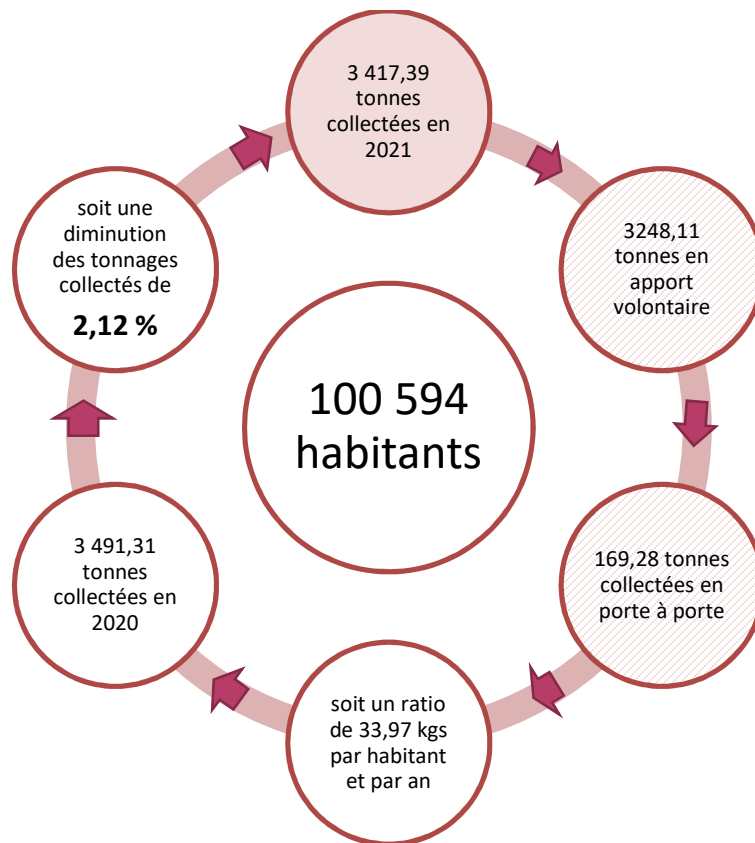 3 417,39
tonnes
collectées en
2021
3248,11
tonnes en
apport
volontaire
169,28 tonnes
collectées en
porte à porte
soit un ratio
de 33,97 kgs
par habitant
et par an
3 491,31
tonnes
collectées en
2020
soit une
diminution
des tonnages
collectés de
2,12 %
100 594
habitants